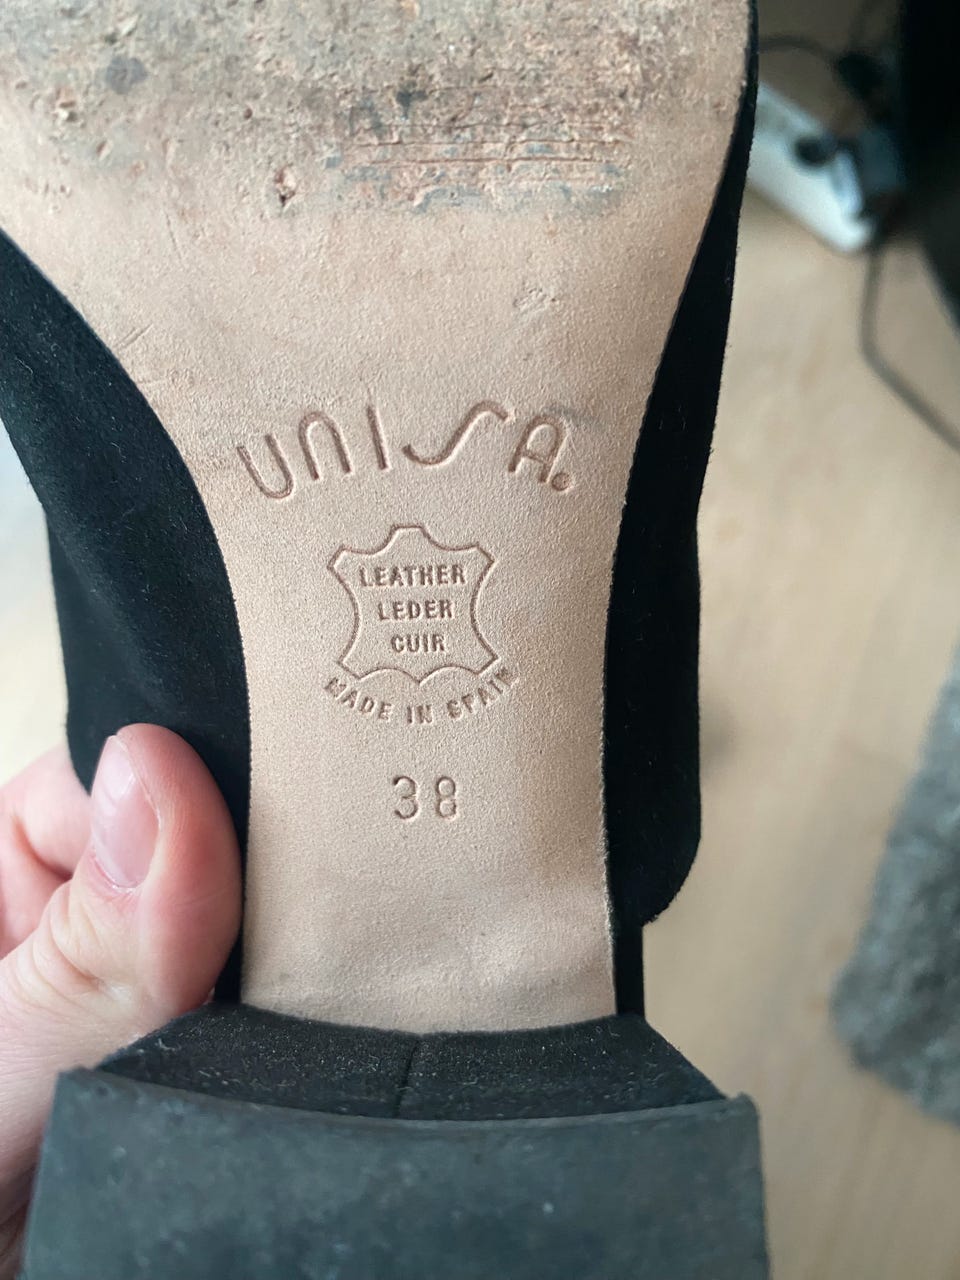 UNISA®
LEATHER
LEDER
CUIR
MADE IN SPAIN
38